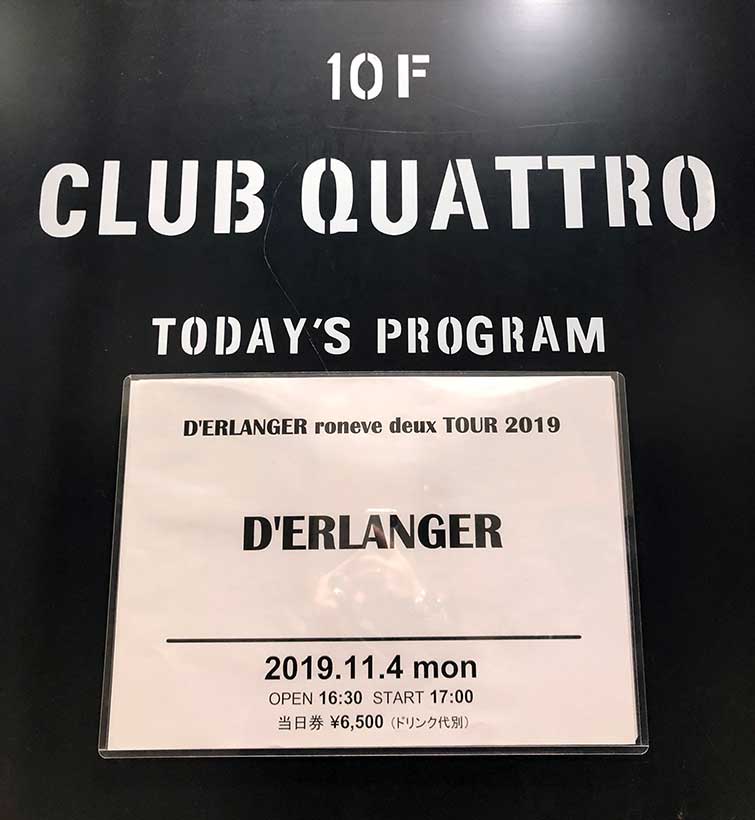 10F
CLUB QUATTRO
TODAY'S PROGRAM
D'ERLANGER roneve deux TOUR 2019
D'ERLANGER
2019.11.4 mon
OPEN 16:30 START 17:00
当日券 ¥6,500（ドリンク代別）